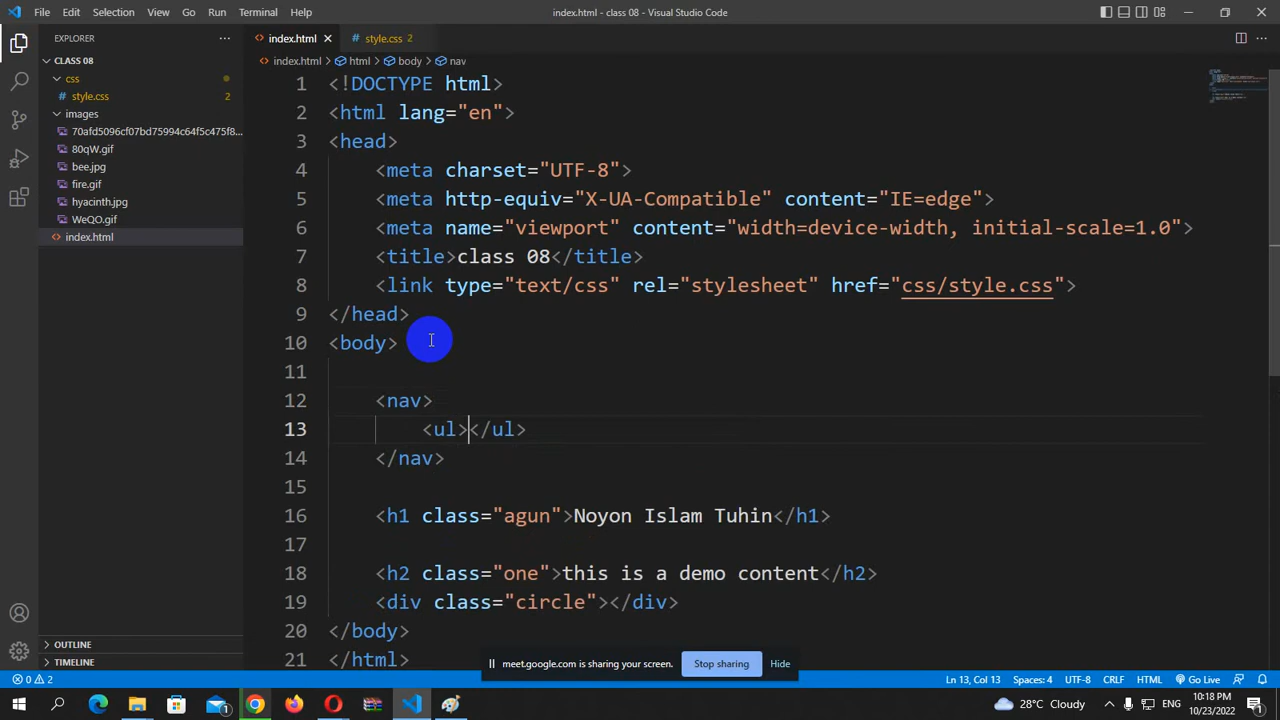 File Edit Selection View Go Run Terminal Help
index.html - class 08 - Visual Studio Code
EXPLORER
CLASS 08
css
style.css 2
images
70afd5096cf07bd75994c64f5c475f8...
80qW.gif
bee.jpg
fire.gif
hyacinth.jpg
WeQO.gif
index.html
OUTLINE
TIMELINE
index.html
style.css 2
index.html > html > body > nav
1 <!DOCTYPE html>
2 <html lang="en">
3 <head>
4 <meta charset="UTF-8">
5 <meta http-equiv="X-UA-Compatible" content="IE=edge">
6 <meta name="viewport" content="width=device-width, initial-scale=1.0">
7 <title>class 08</title>
8 <link type="text/css" rel="stylesheet" href="css/style.css">
9 </head>
10 <body>
11
12 <nav>
13 <ul></ul>
14 </nav>
15
16 <h1 class="agun">Noyon Islam Tuhin</h1>
17
18 <h2 class="one">this is a demo content</h2>
19 <div class="circle"></div>
20 </body>
21 </html>
meet.google.com is sharing your screen. Stop sharing Hide
0 2
Ln 13, Col 13 Spaces: 4 UTF-8 CRLF HTML Go Live
28°C Cloudy ENG 10:18 PM
10/23/2022